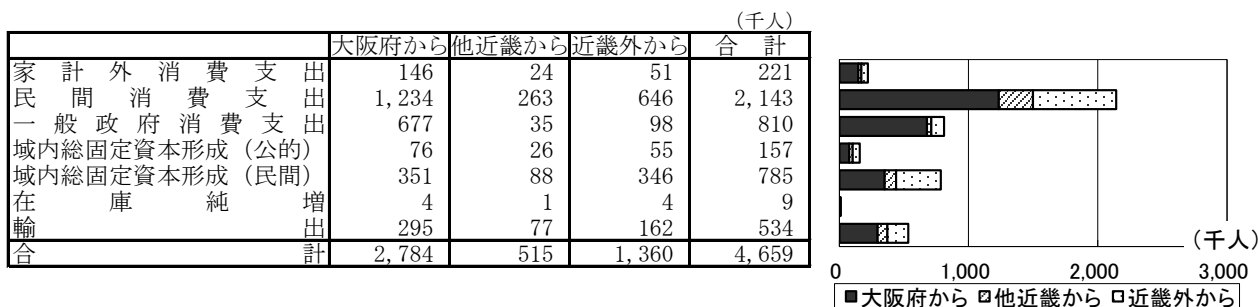 (千人)
大阪府から 他近畿から 近畿外から 合計
家計外消費支出 146 24 51 221
民間消費支出 1,234 263 646 2,143
一般政府消費支出 677 35 98 810
域内総固定資本形成(公的) 76 26 55 157
域内総固定資本形成(民間) 351 88 346 785
在庫純増 4 1 4 9
輸出 295 77 162 534
合計 2,784 515 1,360 4,659
(千人)
0 1,000 2,000 3,000
大阪府から 他近畿から 近畿外から